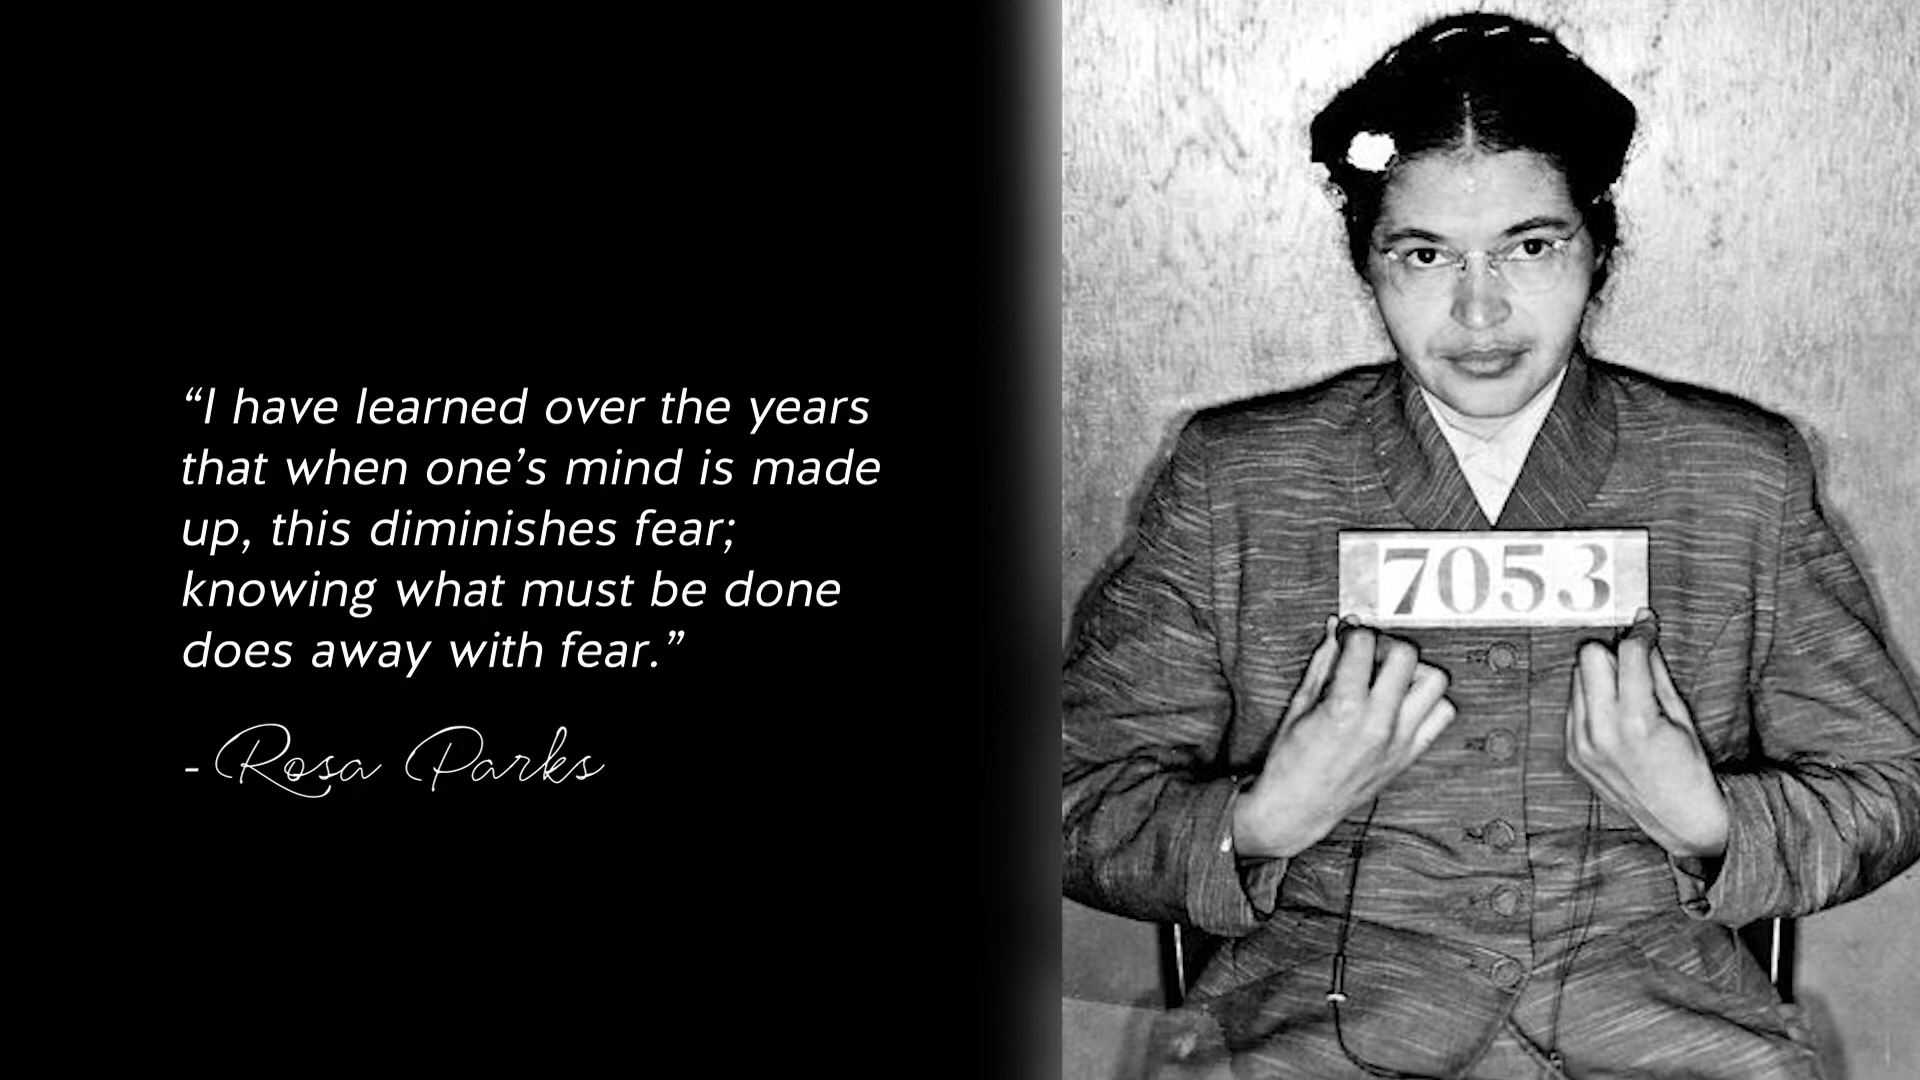 “I have learned over the years
that when one’s mind is made
up, this diminishes fear;
knowing what must be done
does away with fear.”
- Rosa Parks
7053